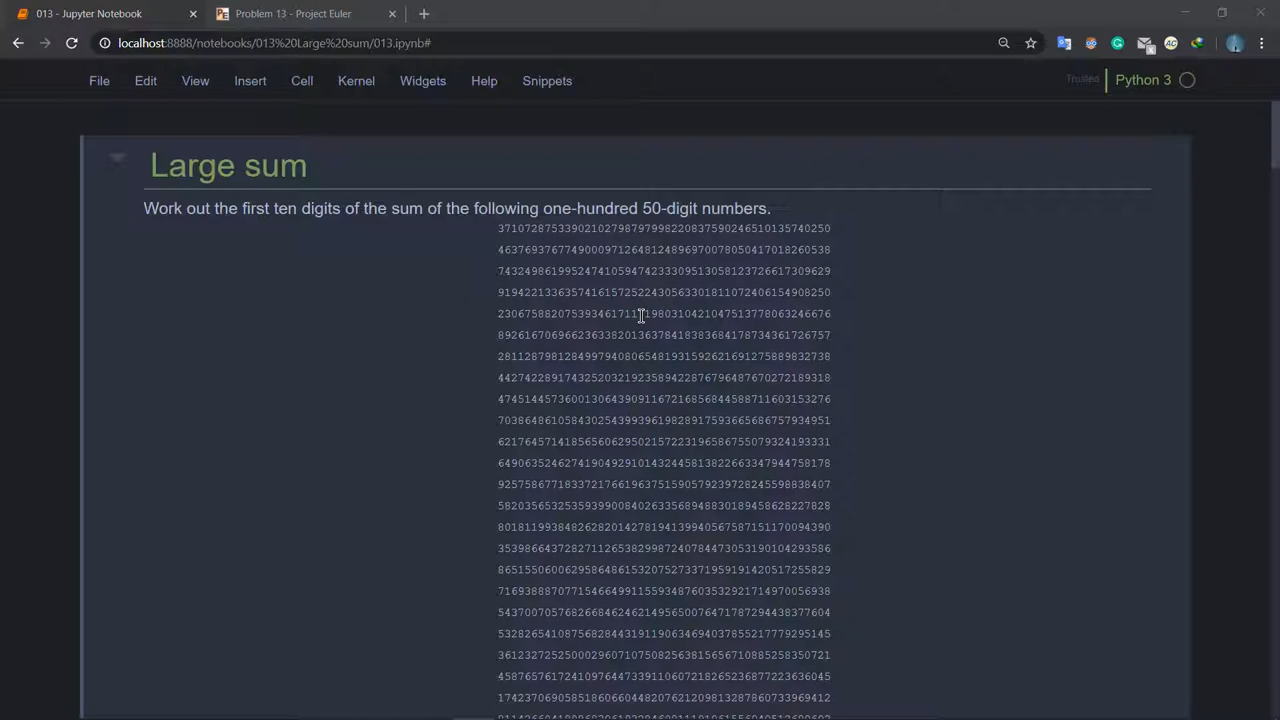 013 - Jupyter Notebook
Problem 13 - Project Euler
localhost:8888/notebooks/013%20Large%20sum/013.ipynb#
File Edit View Insert Cell Kernel Widgets Help Snippets
Trusted
Python 3
Large sum
Work out the first ten digits of the sum of the following one-hundred 50-digit numbers.
37107287533902102798797998220837590246510135740250
46376937677490009712648124896970078050417018260538
74324986199524741059474233309513058123726617309629
91942213363574161572522430563301811072406154908250
23067588207539346171171980310421047513778063246676
89261670696623633820136378418383684178734361726757
28112879812849979408065481931592621691275889832738
44274228917432520321923589422876796487670272189318
47451445736001306439091167216856844588711603153276
70386486105843025439939619828917593665686757934951
62176457141856560629502157223196586755079324193331
64906352462741904929101432445813822663347944758178
92575867718337217661963751590579239728245598838407
58203565325359399008402633568948830189458628227828
80181199384826282014278194139940567587151170094390
35398664372827112653829987240784473053190104293586
86515506006295864861532075273371959191420517255829
71693888707715466499115593487603532921714970056938
54370070576826684624621495650076471787294438377604
53282654108756828443191190634694037855217779295145
36123272525000296071075082563815656710885258350721
45876576172410976447339110607218265236877223636045
17423706905851860660448207621209813287860733969412